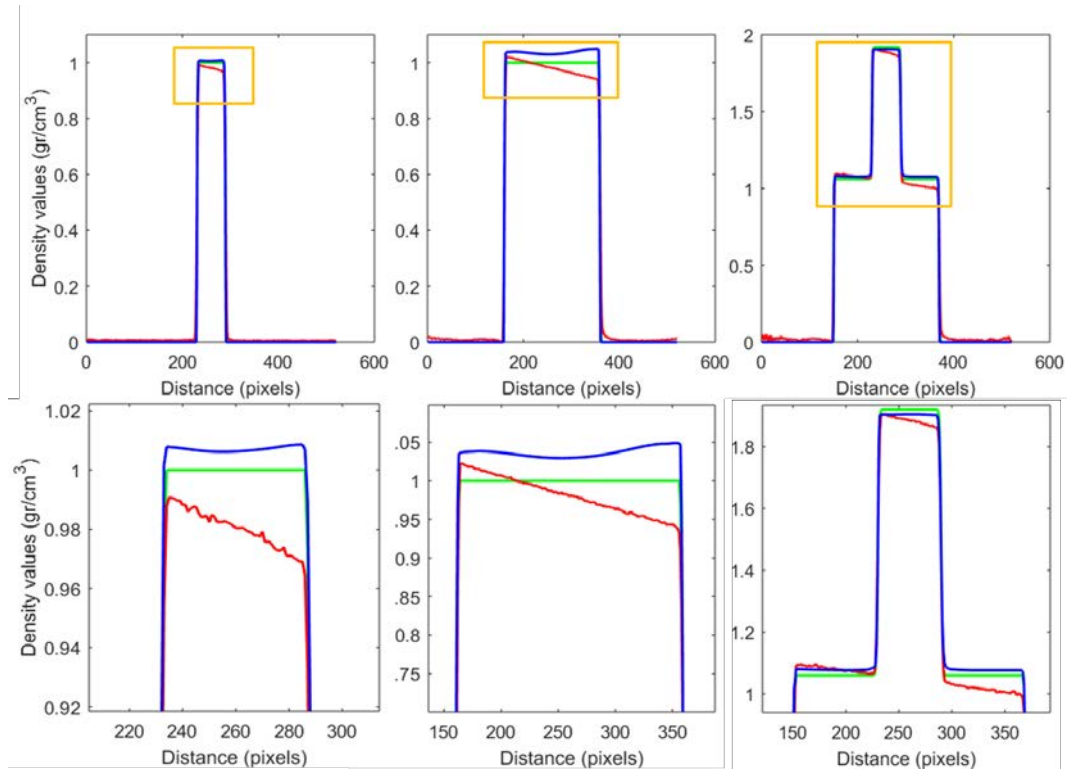 1
0.8
0.6
0.4
0.2
0
0 200 400 600
Distance (pixels)
Density values (gr/cm³)
1
0.8
0.6
0.4
0.2
0
0 200 400 600
Distance (pixels)
2
1.5
1
0.5
0
0 200 400 600
Distance (pixels)
1.02
1
0.98
0.96
0.94
0.92
220 240 260 280 300
Distance (pixels)
Density values (gr/cm³)
.05
1
.95
0.9
.85
0.8
.75
150 200 250 300 350
Distance (pixels)
1.8
1.6
1.4
1.2
1
150 200 250 300 350
Distance (pixels)